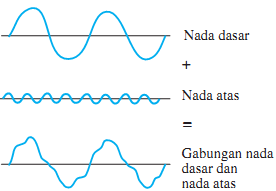 Nada dasar
+
Nada atas
=
Gabungan nada
dasar dan
nada atas